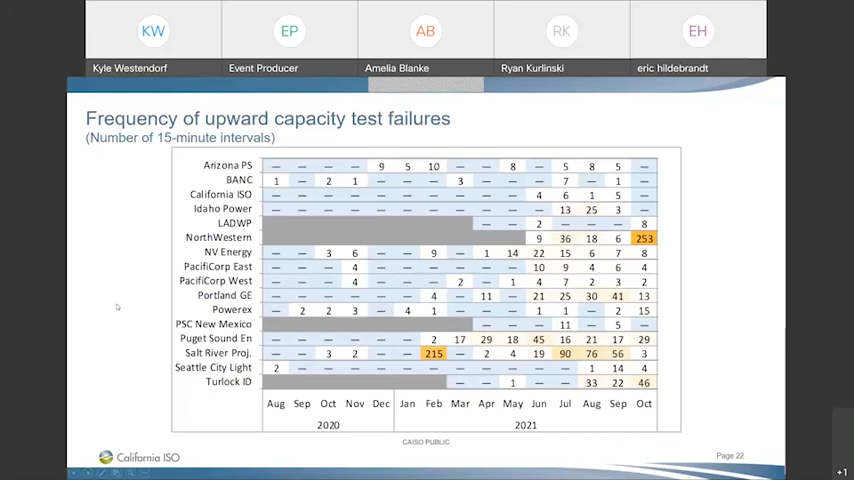 KW EP AB RK EH
Kyle Westendorf Event Producer Amelia Blanke Ryan Kurlinski eric hildebrandt
Frequency of upward capacity test failures
(Number of 15-minute intervals)
Arizona PS — — — — 9 5 10 — — 8 — 5 8 5 —
BANC 1 — 2 1 — — — 3 — — — 7 — 1 —
California ISO — — — — — — — — — — 4 6 1 5 —
Idaho Power — — — — — — — — — — — 13 25 3 —
LADWP — — 2 — — — 8
NorthWestern 9 36 18 6 253
NV Energy — — 3 6 — — 9 — 1 14 22 15 6 7 8
PacifiCorp East — — — 4 — — — — — — 10 9 4 6 4
PacifiCorp West — — — 4 — — — 2 — 1 4 7 2 3 2
Portland GE — — — — — — 4 — 11 — 21 25 30 41 13
Powerex — 2 2 3 — 4 1 — — — 1 1 — 2 15
PSC New Mexico — — — 11 — 5 —
Puget Sound En — — — — — — 2 17 29 18 45 16 21 17 29
Salt River Proj. — — 3 2 — — 215 — 2 4 19 90 76 56 3
Seattle City Light 2 — — — — — — — — — — — 1 14 4
Turlock ID — — 1 — — 33 22 46
Aug Sep Oct Nov Dec Jan Feb Mar Apr May Jun Jul Aug Sep Oct
2020 2021
CAISO PUBLIC
California ISO
Page 22
+1